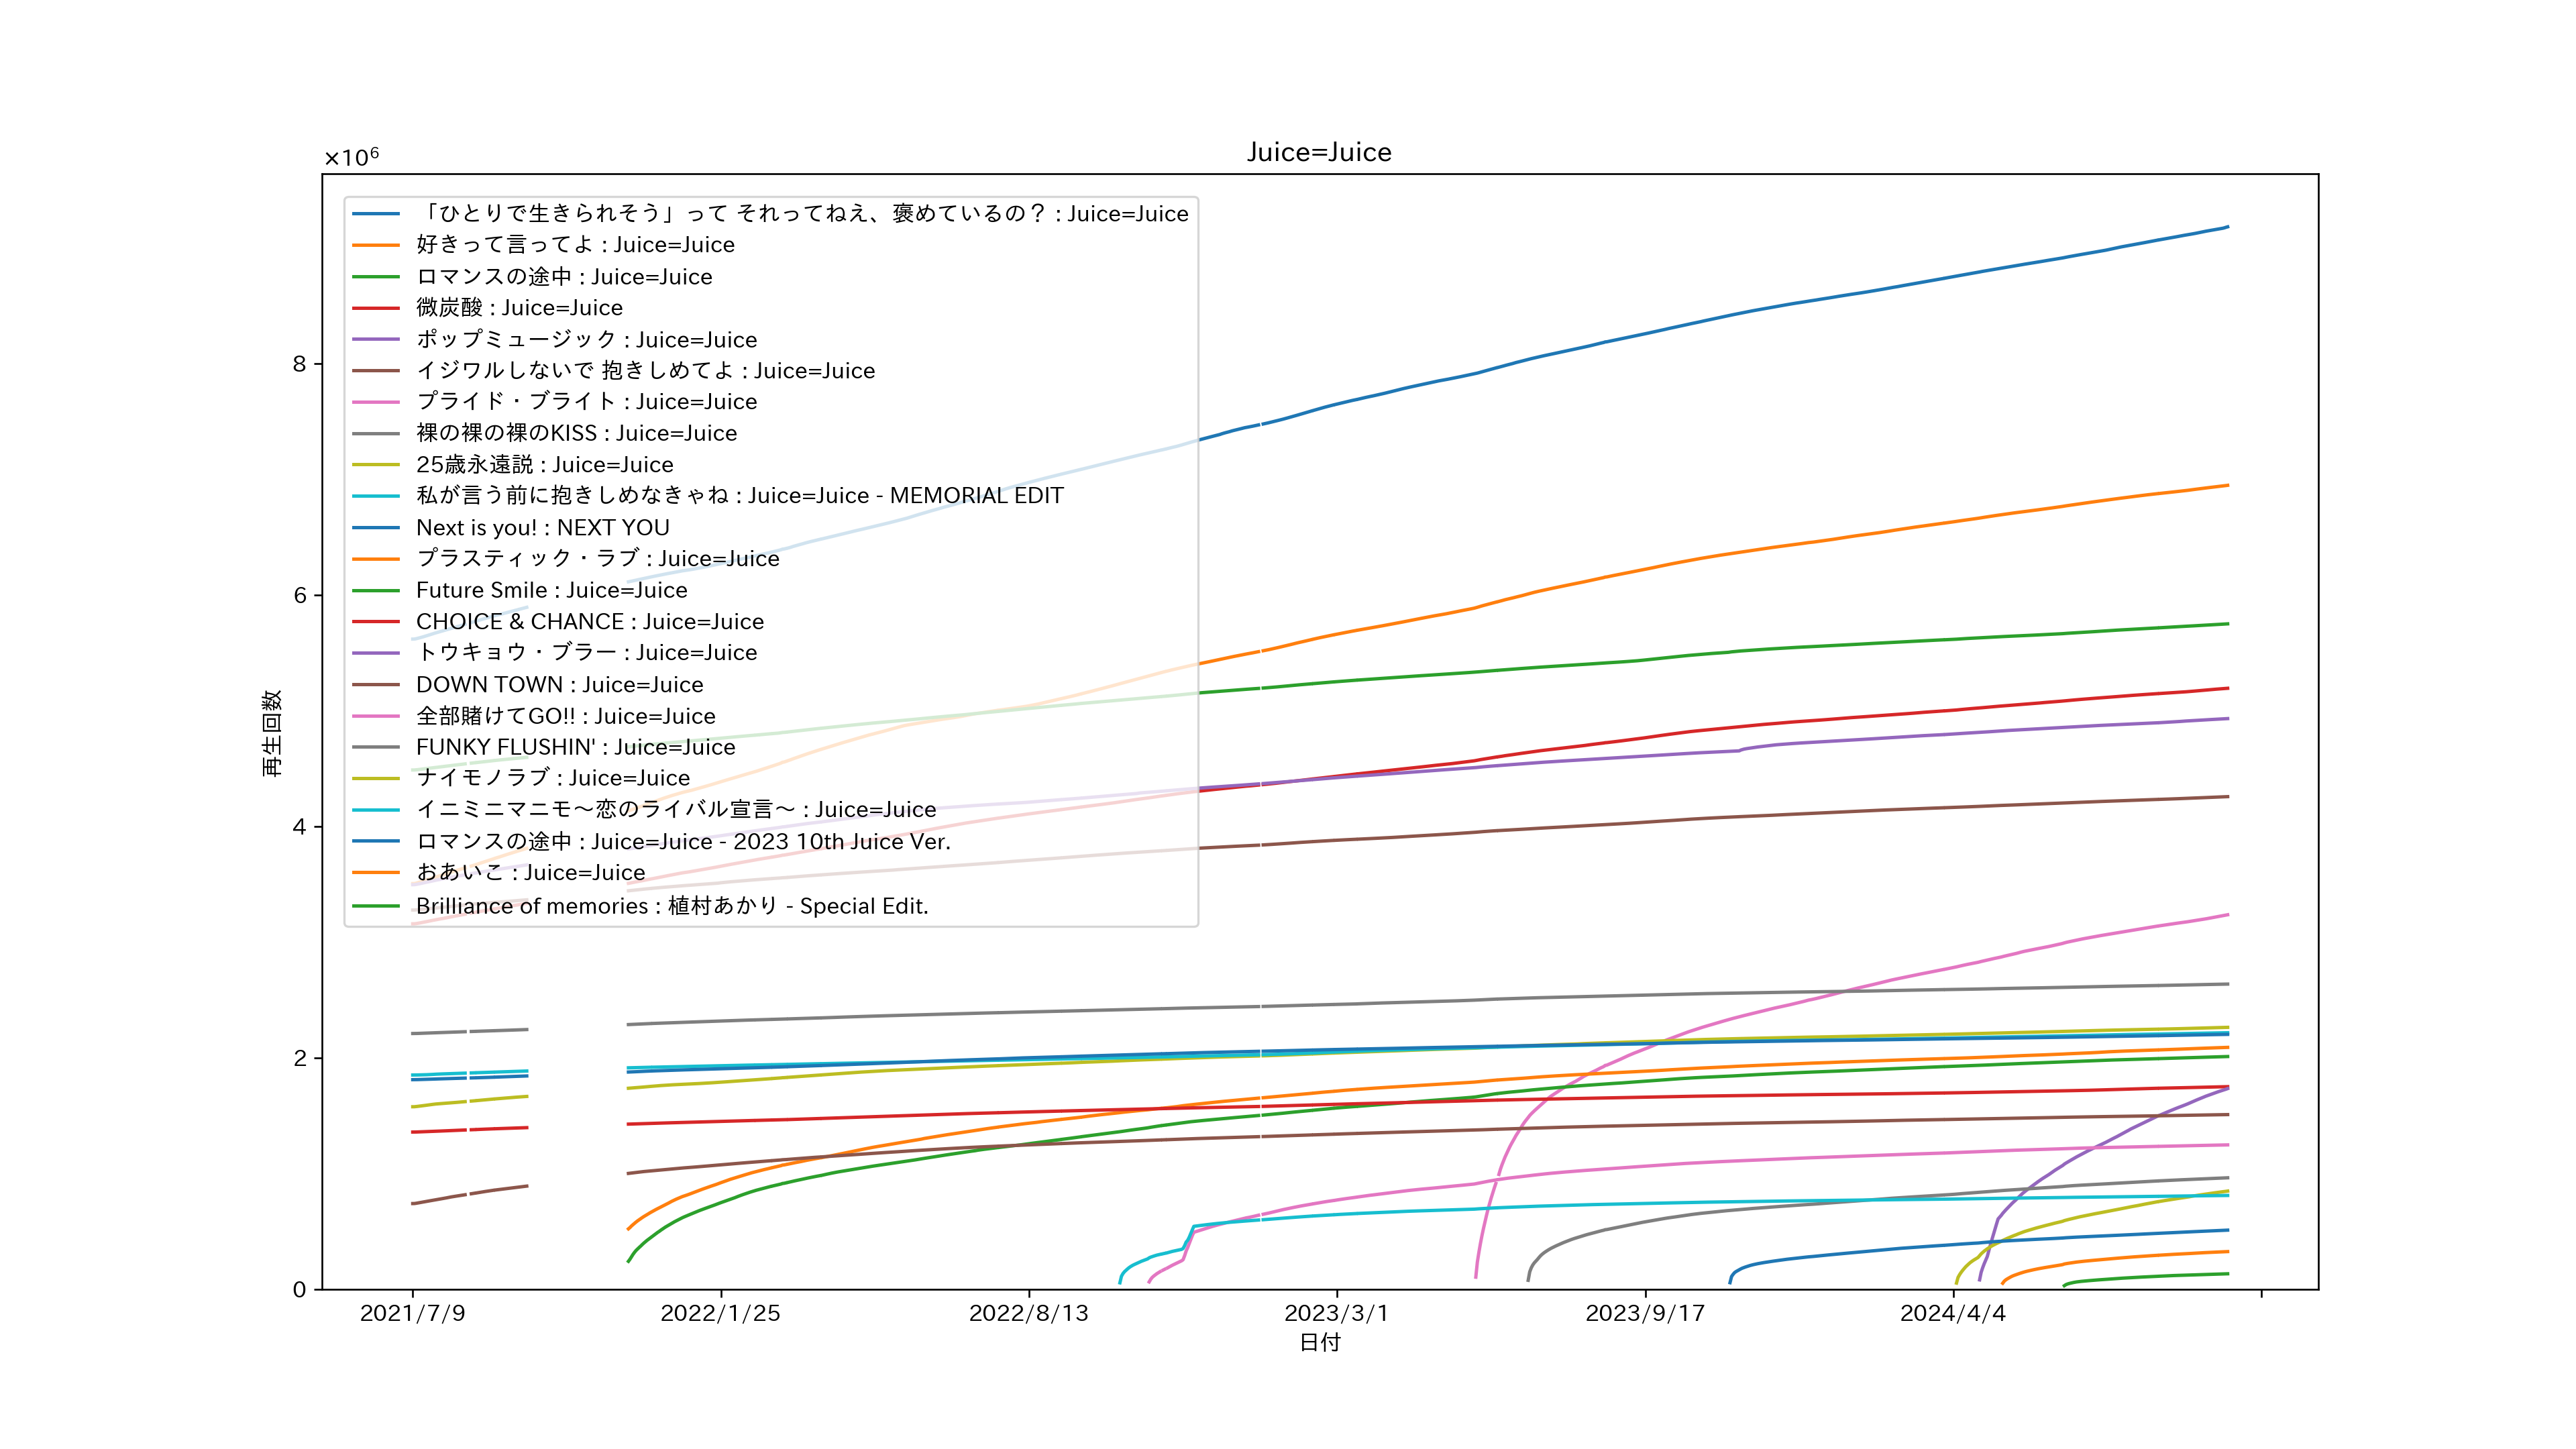 Juice=Juice
×10⁶
「ひとりで生きられそう」って それってねえ、褒めているの？ : Juice=Juice
好きって言ってよ : Juice=Juice
ロマンスの途中 : Juice=Juice
微炭酸 : Juice=Juice
ポップミュージック : Juice=Juice
イジワルしないで 抱きしめてよ : Juice=Juice
プライド・ブライト : Juice=Juice
裸の裸の裸のKISS : Juice=Juice
25歳永遠説 : Juice=Juice
私が言う前に抱きしめなきゃね : Juice=Juice - MEMORIAL EDIT
Next is you! : NEXT YOU
プラスティック・ラブ : Juice=Juice
Future Smile : Juice=Juice
CHOICE & CHANCE : Juice=Juice
トウキョウ・ブラー : Juice=Juice
DOWN TOWN : Juice=Juice
全部賭けてGO!! : Juice=Juice
FUNKY FLUSHIN' : Juice=Juice
ナイモノラブ : Juice=Juice
イニミニマニモ〜恋のライバル宣言〜 : Juice=Juice
ロマンスの途中 : Juice=Juice - 2023 10th Juice Ver.
おあいこ : Juice=Juice
Brilliance of memories : 植村あかり - Special Edit.
8
6
4
2
0
再生回数
2021/7/9 2022/1/25 2022/8/13 2023/3/1 2023/9/17 2024/4/4
日付